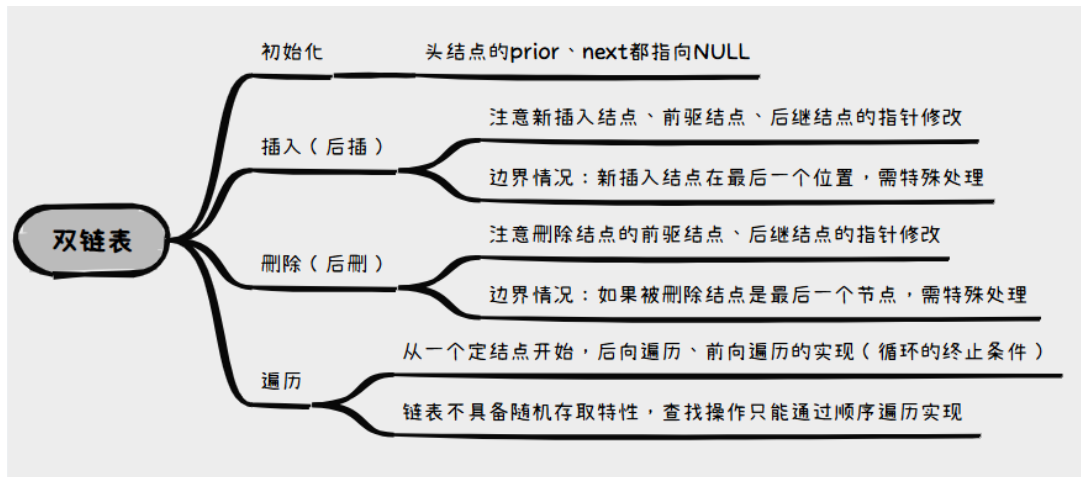 双链表
初始化
头结点的prior、next都指向NULL
插入（后插）
注意新插入结点、前驱结点、后继结点的指针修改
边界情况：新插入结点在最后一个位置，需特殊处理
删除（后删）
注意删除结点的前驱结点、后继结点的指针修改
边界情况：如果被删除结点是最后一个节点，需特殊处理
遍历
从一个定结点开始，后向遍历、前向遍历的实现（循环的终止条件）
链表不具备随机存取特性，查找操作只能通过顺序遍历实现